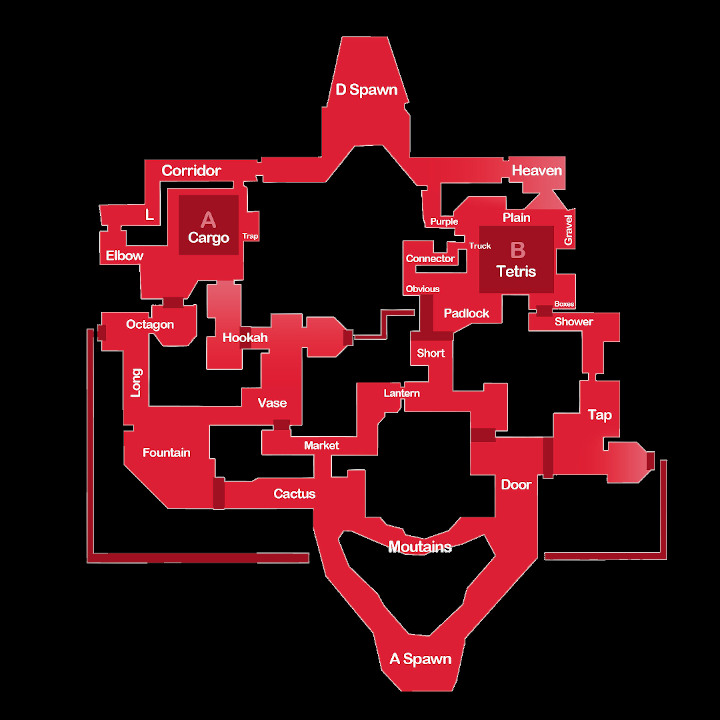 D Spawn
Corridor
Heaven
L
A
Cargo
Trap
Purple
Plain
Gravel
Truck
B
Tetris
Elbow
Connector
Obvious
Boxes
Octagon
Padlock
Shower
Hookah
Short
Long
Lantern
Vase
Tap
Market
Fountain
Door
Cactus
Moutains
A Spawn